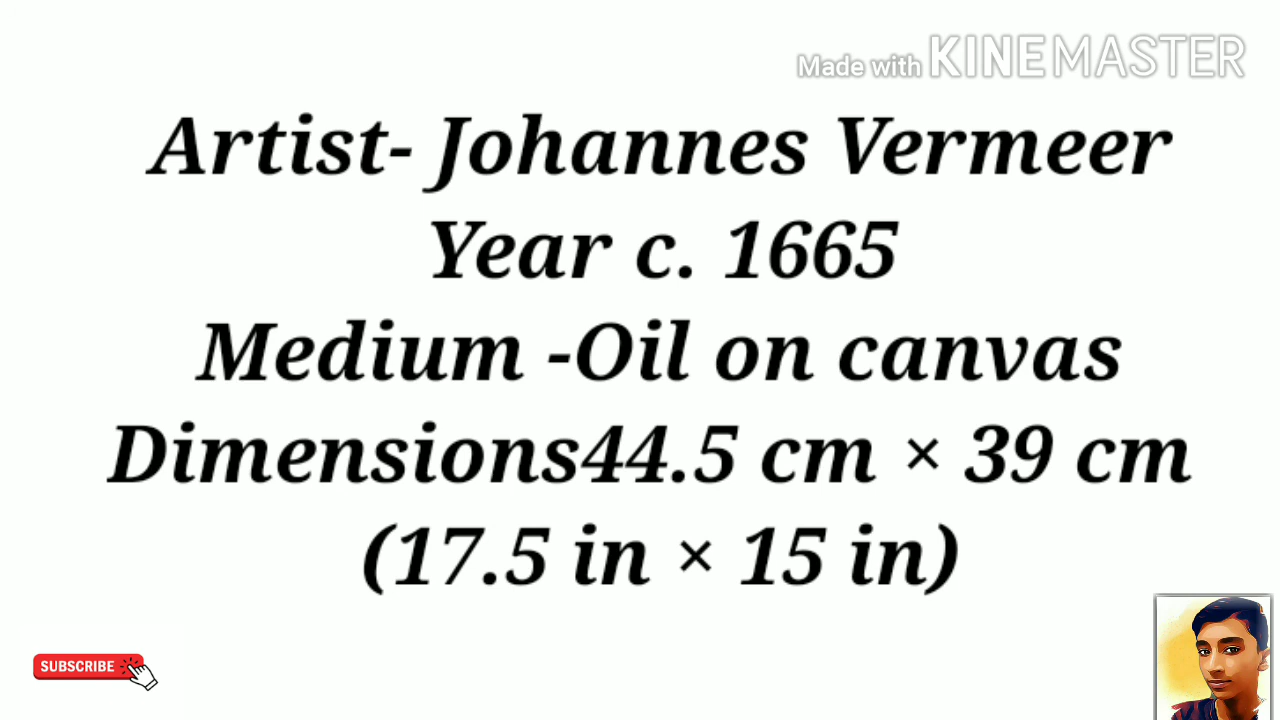 Made with KINEMASTER
Artist- Johannes Vermeer
Year c. 1665
Medium -Oil on canvas
Dimensions44.5 cm × 39 cm
(17.5 in × 15 in)
SUBSCRIBE